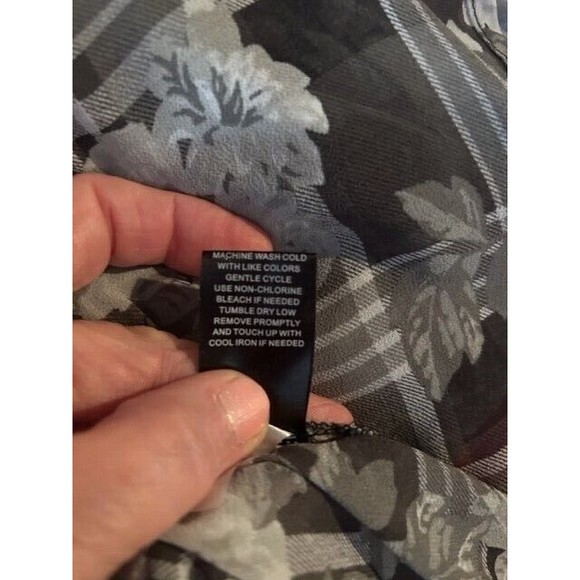 MACHINE WASH COLD
WITH LIKE COLORS
GENTLE CYCLE
USE NON-CHLORINE
BLEACH IF NEEDED
TUMBLE DRY LOW
REMOVE PROMPTLY
AND TOUCH UP WITH
COOL IRON IF NEEDED